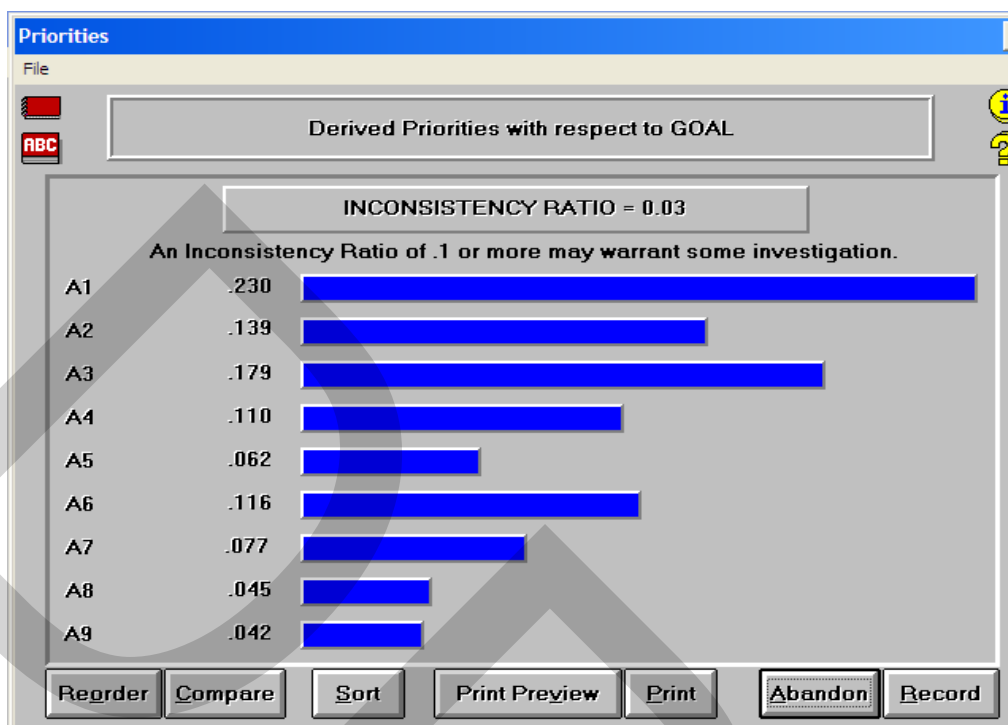 Priorities
File
ABC
Derived Priorities with respect to GOAL
i
?
INCONSISTENCY RATIO = 0.03
An Inconsistency Ratio of .1 or more may warrant some investigation.
A1 .230
A2 .139
A3 .179
A4 .110
A5 .062
A6 .116
A7 .077
A8 .045
A9 .042
Reorder Compare Sort Print Preview Print Abandon Record